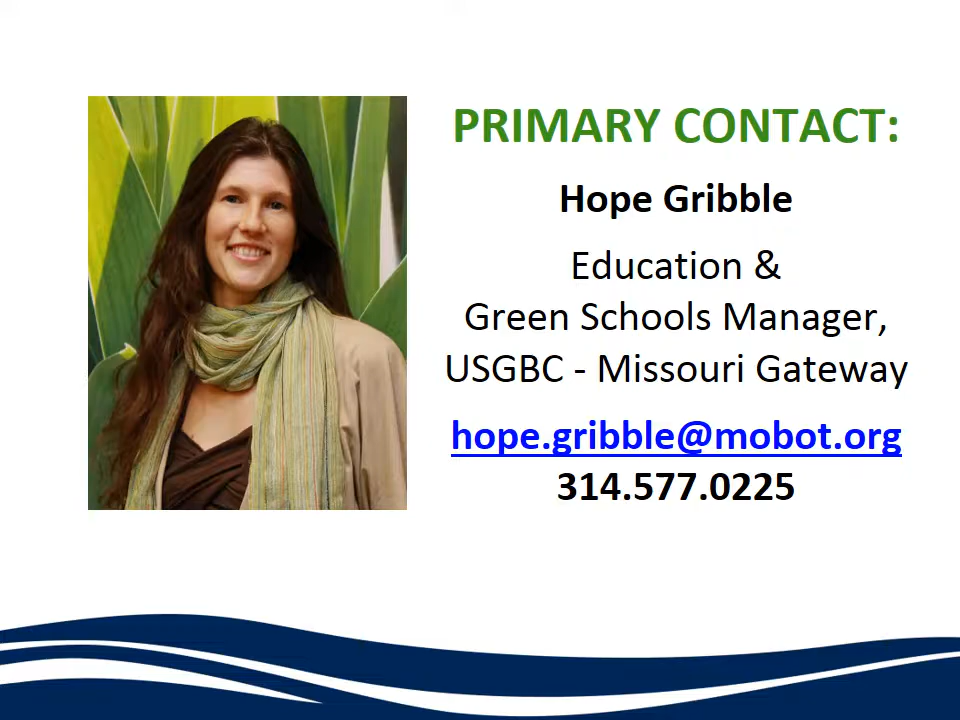 PRIMARY CONTACT:
Hope Gribble
Education &
Green Schools Manager,
USGBC - Missouri Gateway
hope.gribble@mobot.org
314.577.0225